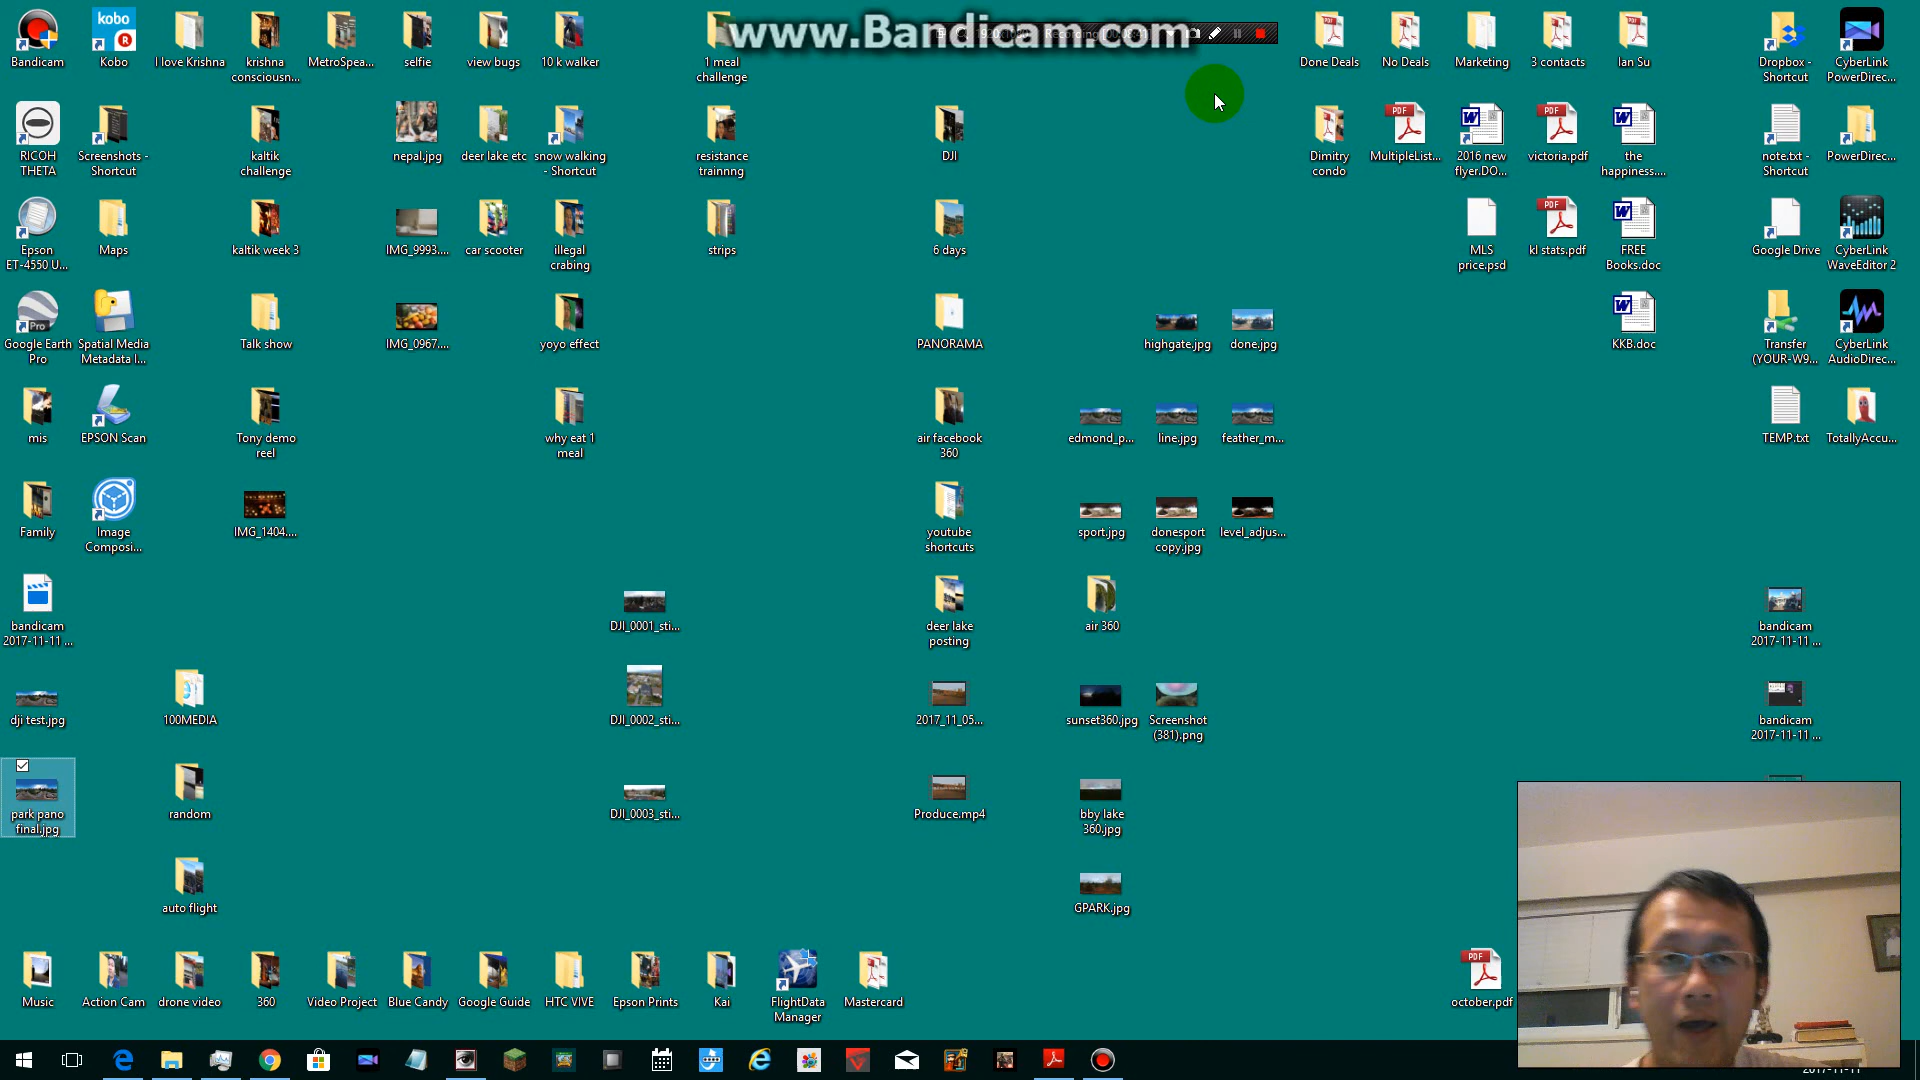 www.Bandicam.com
kobo
Bandicam
Kobo
I love Krishna
krishna
consciousn...
MetroSpea...
selfie
view bugs
10 k walker
1 meal
challenge
Done Deals
No Deals
Marketing
3 contacts
Ian Su
Dropbox -
Shortcut
CyberLink
PowerDirec...
RICOH
THETA
Screenshots -
Shortcut
kaltik
challenge
nepal.jpg
deer lake etc
snow walking
- Shortcut
resistance
trainnng
DJI
Dimitry
condo
MultipleList...
2016 new
flyer.DO...
victoria.pdf
the
happiness....
note.txt -
Shortcut
PowerDirec...
Epson
ET-4550 U...
Maps
kaltik week 3
IMG_9993....
car scooter
illegal
crabing
strips
6 days
MLS
price.psd
kl stats.pdf
FREE
Books.doc
Google Drive
CyberLink
WaveEditor 2
Google Earth
Pro
Spatial Media
Metadata I...
Talk show
IMG_0967....
yoyo effect
PANORAMA
highgate.jpg
done.jpg
KKB.doc
Transfer
(YOUR-W9...
CyberLink
AudioDirec...
mis
EPSON Scan
Tony demo
reel
why eat 1
meal
air facebook
360
edmond_p...
line.jpg
feather_m...
TEMP.txt
TotallyAccu...
Family
Image
Composi...
IMG_1404....
youtube
shortcuts
sport.jpg
donesport
copy.jpg
level_adjus...
bandicam
2017-11-11 ...
DJI_0001_sti...
deer lake
posting
air 360
bandicam
2017-11-11 ...
dji test.jpg
100MEDIA
DJI_0002_sti...
2017_11_05...
sunset360.jpg
Screenshot
(381).png
bandicam
2017-11-11 ...
park pano
final.jpg
random
DJI_0003_sti...
Produce.mp4
bby lake
360.jpg
auto flight
GPARK.jpg
Music
Action Cam
drone video
360
Video Project
Blue Candy
Google Guide
HTC VIVE
Epson Prints
Kai
FlightData
Manager
Mastercard
october.pdf